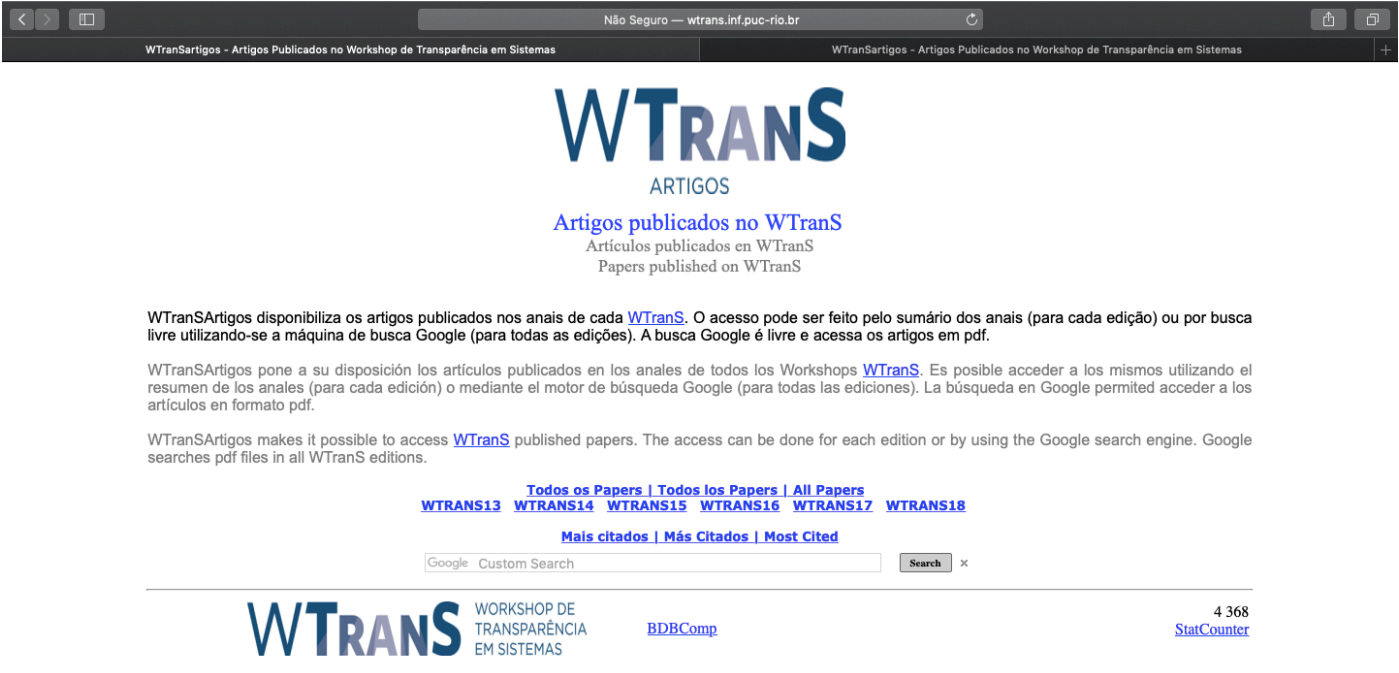 Não Seguro — wtrans.inf.puc-rio.br
WTranSartigos - Artigos Publicados no Workshop de Transparência em Sistemas
WTranSartigos - Artigos Publicados no Workshop de Transparência em Sistemas
WTRANS
ARTIGOS
Artigos publicados no WTranS
Artículos publicados en WTranS
Papers published on WTranS
WTranSArtigos disponibiliza os artigos publicados nos anais de cada WTranS. O acesso pode ser feito pelo sumário dos anais (para cada edição) ou por busca
livre utilizando-se a máquina de busca Google (para todas as edições). A busca Google é livre e acessa os artigos em pdf.
WTranSArtigos pone a su disposición los artículos publicados en los anales de todos los Workshops WTranS. Es posible acceder a los mismos utilizando el
resumen de los anales (para cada edición) o mediante el motor de búsqueda Google (para todas las ediciones). La búsqueda en Google permited acceder a los
artículos en formato pdf.
WTranSArtigos makes it possible to access WTranS published papers. The access can be done for each edition or by using the Google search engine. Google
searches pdf files in all WTranS editions.
Todos os Papers | Todos los Papers | All Papers
WTRANS13 WTRANS14 WTRANS15 WTRANS16 WTRANS17 WTRANS18
Mais citados | Más Citados | Most Cited
Google Custom Search Search ×
WTRANS
WORKSHOP DE
TRANSPARÊNCIA
EM SISTEMAS
BDBComp
4 368
StatCounter